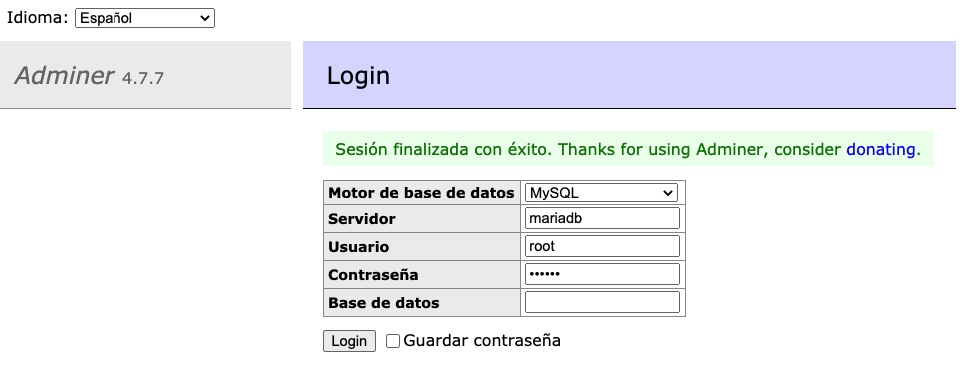 Idioma: Español
Adminer 4.7.7
Login
Sesión finalizada con éxito. Thanks for using Adminer, consider donating.
Motor de base de datos MySQL
Servidor mariadb
Usuario root
Contraseña ••••••
Base de datos
Login Guardar contraseña